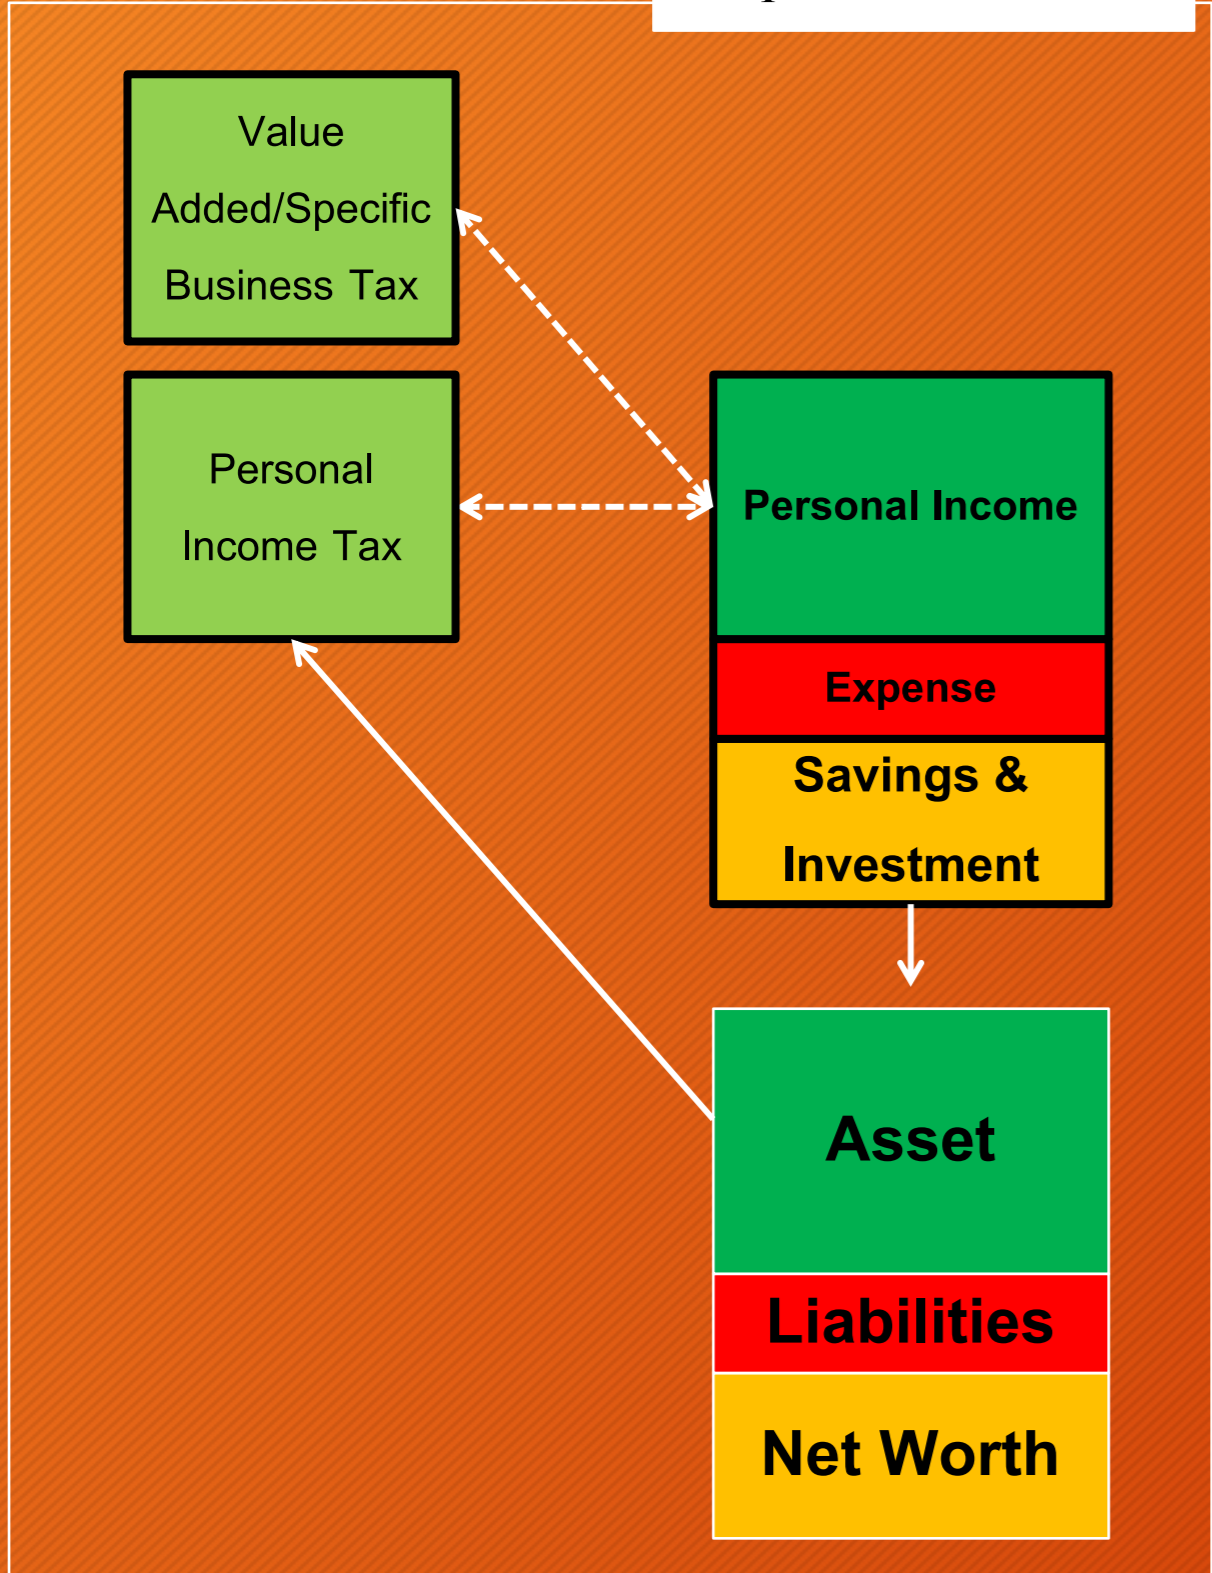 Value
Added/Specific
Business Tax
Personal
Income Tax
Personal Income
Expense
Savings &
Investment
Asset
Liabilities
Net Worth